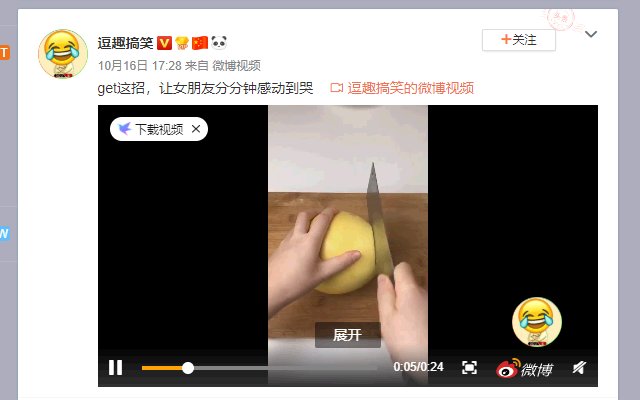 T
逗趣搞笑
+关注
10月16日 17:28 来自 微博视频
get这招，让女朋友分分钟感动到哭 逗趣搞笑的微博视频
下载视频 ×
W
展开
0:05/0:24
微博